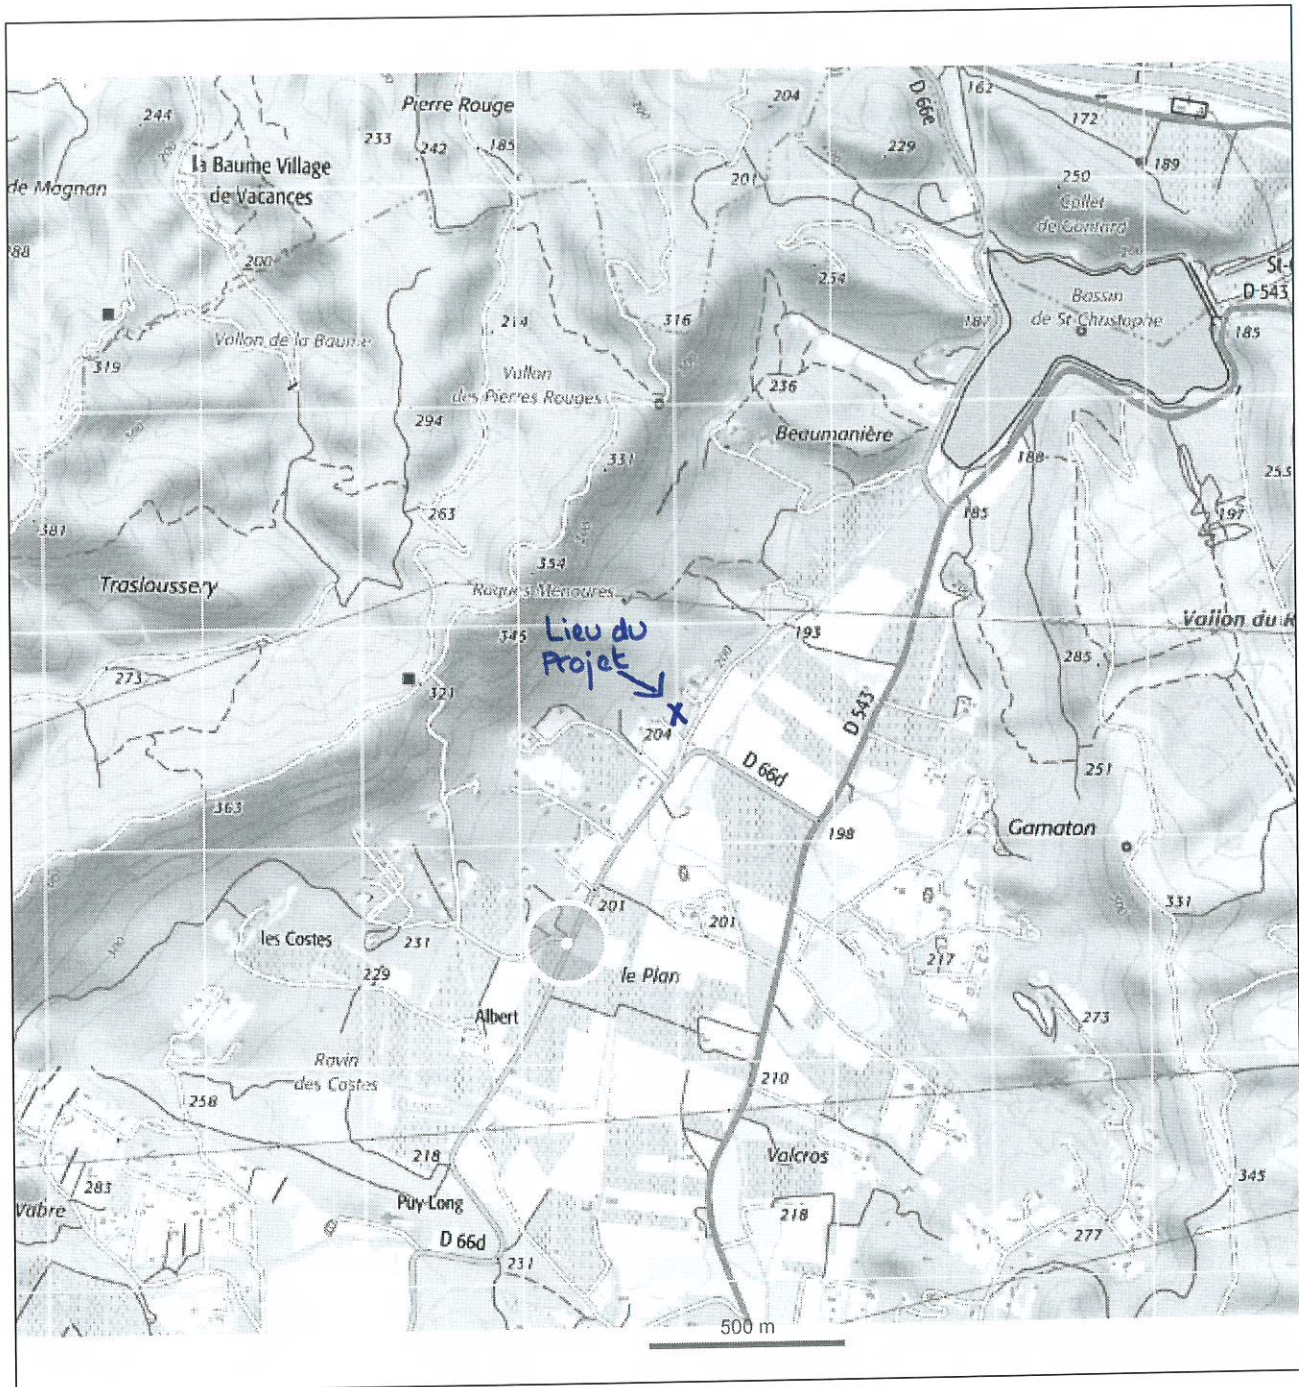 244
Pierre Rouge
233
242
185
204
D 66e
162
172
229
189
la Baume Village
de Vacances
de Magnan
201
250
Collet
de Gontard
200
388
254
St-
D 543
Bassin
de St-Christophe
187
185
319
Vallon de la Baume
214
316
Vallon
des Pierres Rouges
236
294
Beaumanière
331
188
253
263
185
197
381
354
Traslaussery
Roques Menoures
345
193
Vallon du R
Lieu du
Projet
X
273
321
285
200
204
D 543
D 66d
251
363
198
Gamaton
300
201
201
331
les Costes
231
229
le Plan
217
Albert
273
Ravin
des Costes
210
258
218
Valcros
345
283
Vabre
Puy-Long
218
277
D 66d
231
500 m